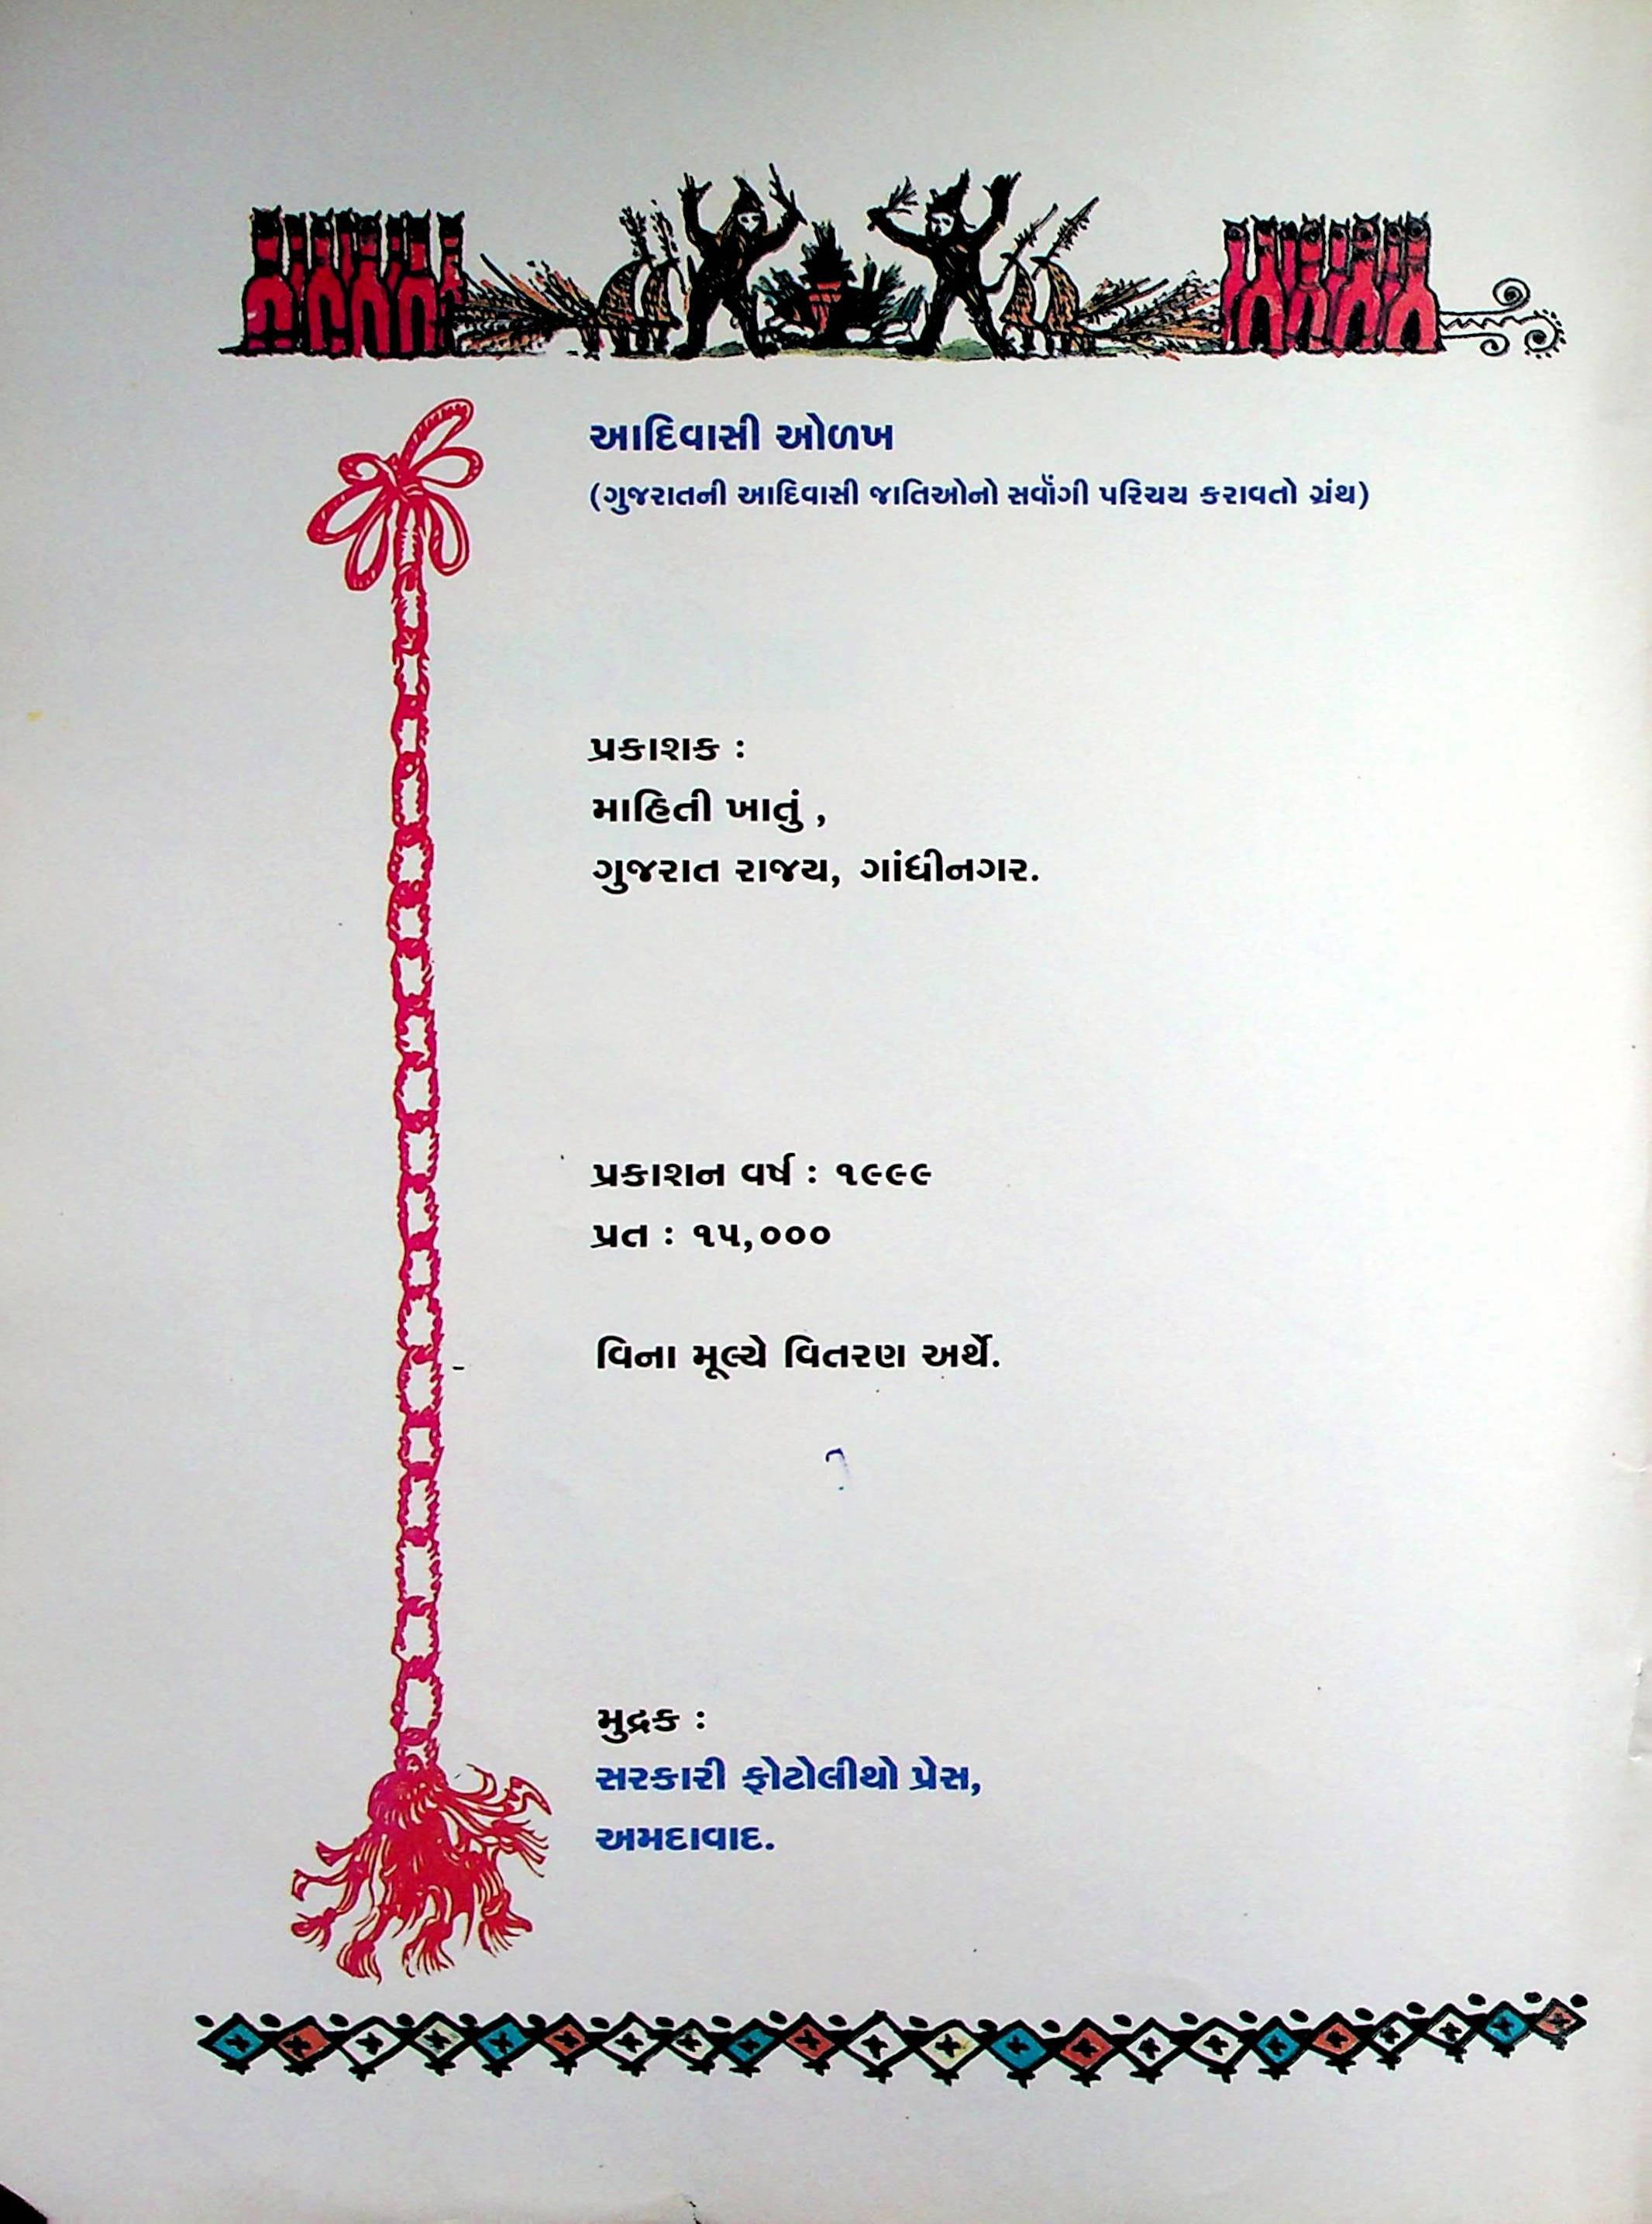 આદિવાસી ઓળખ
(ગુજરાતની આદિવાસી જાતિઓનો સર્વાંગી પરિચય કરાવતો ગ્રંથ)
પ્રકાશક :
માહિતી ખાતું ,
ગુજરાત રાજય, ગાંધીનગર.
પ્રકાશન વર્ષ : ૧૯૯૯
પ્રત : ૧૫,૦૦૦
વિના મૂલ્યે વિતરણ અર્થે.
મુદ્રક :
સરકારી ફોટોલીથો પ્રેસ,
અમદાવાદ.